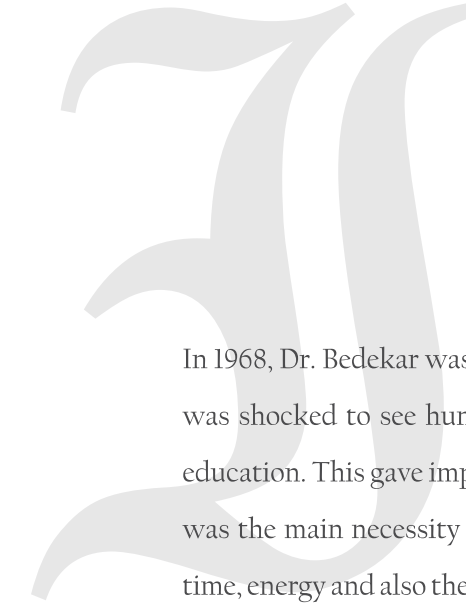 In 1968, Dr. Bedekar was
was shocked to see
education. This gave
was the main necessity
time, energy and also the